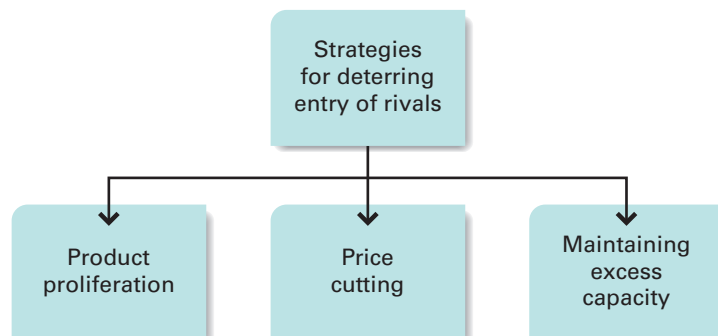 Strategies
for deterring
entry of rivals
Product
proliferation
Price
cutting
Maintaining
excess
capacity